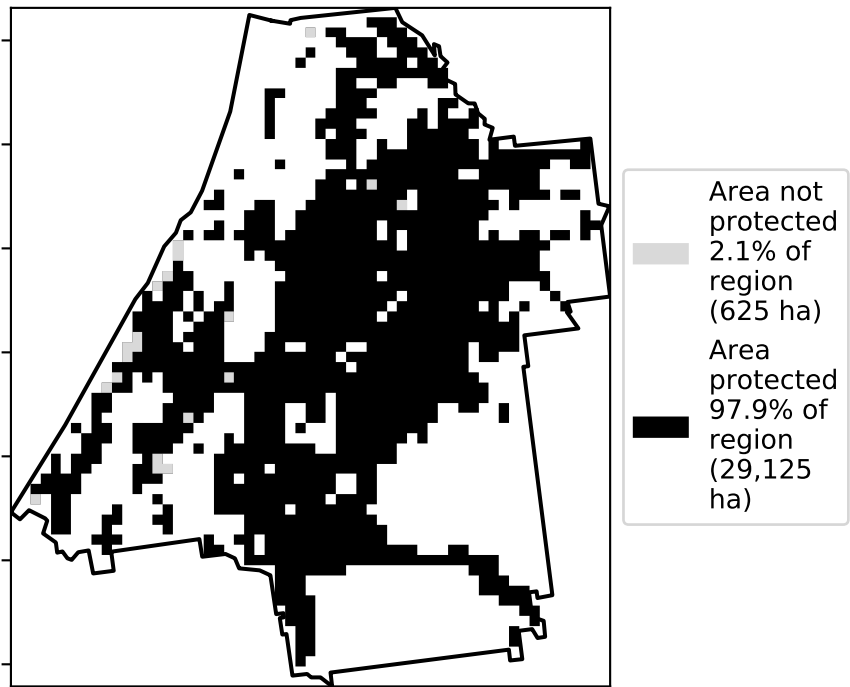 Area not
protected
2.1% of
region
(625 ha)
Area
protected
97.9% of
region
(29,125
ha)